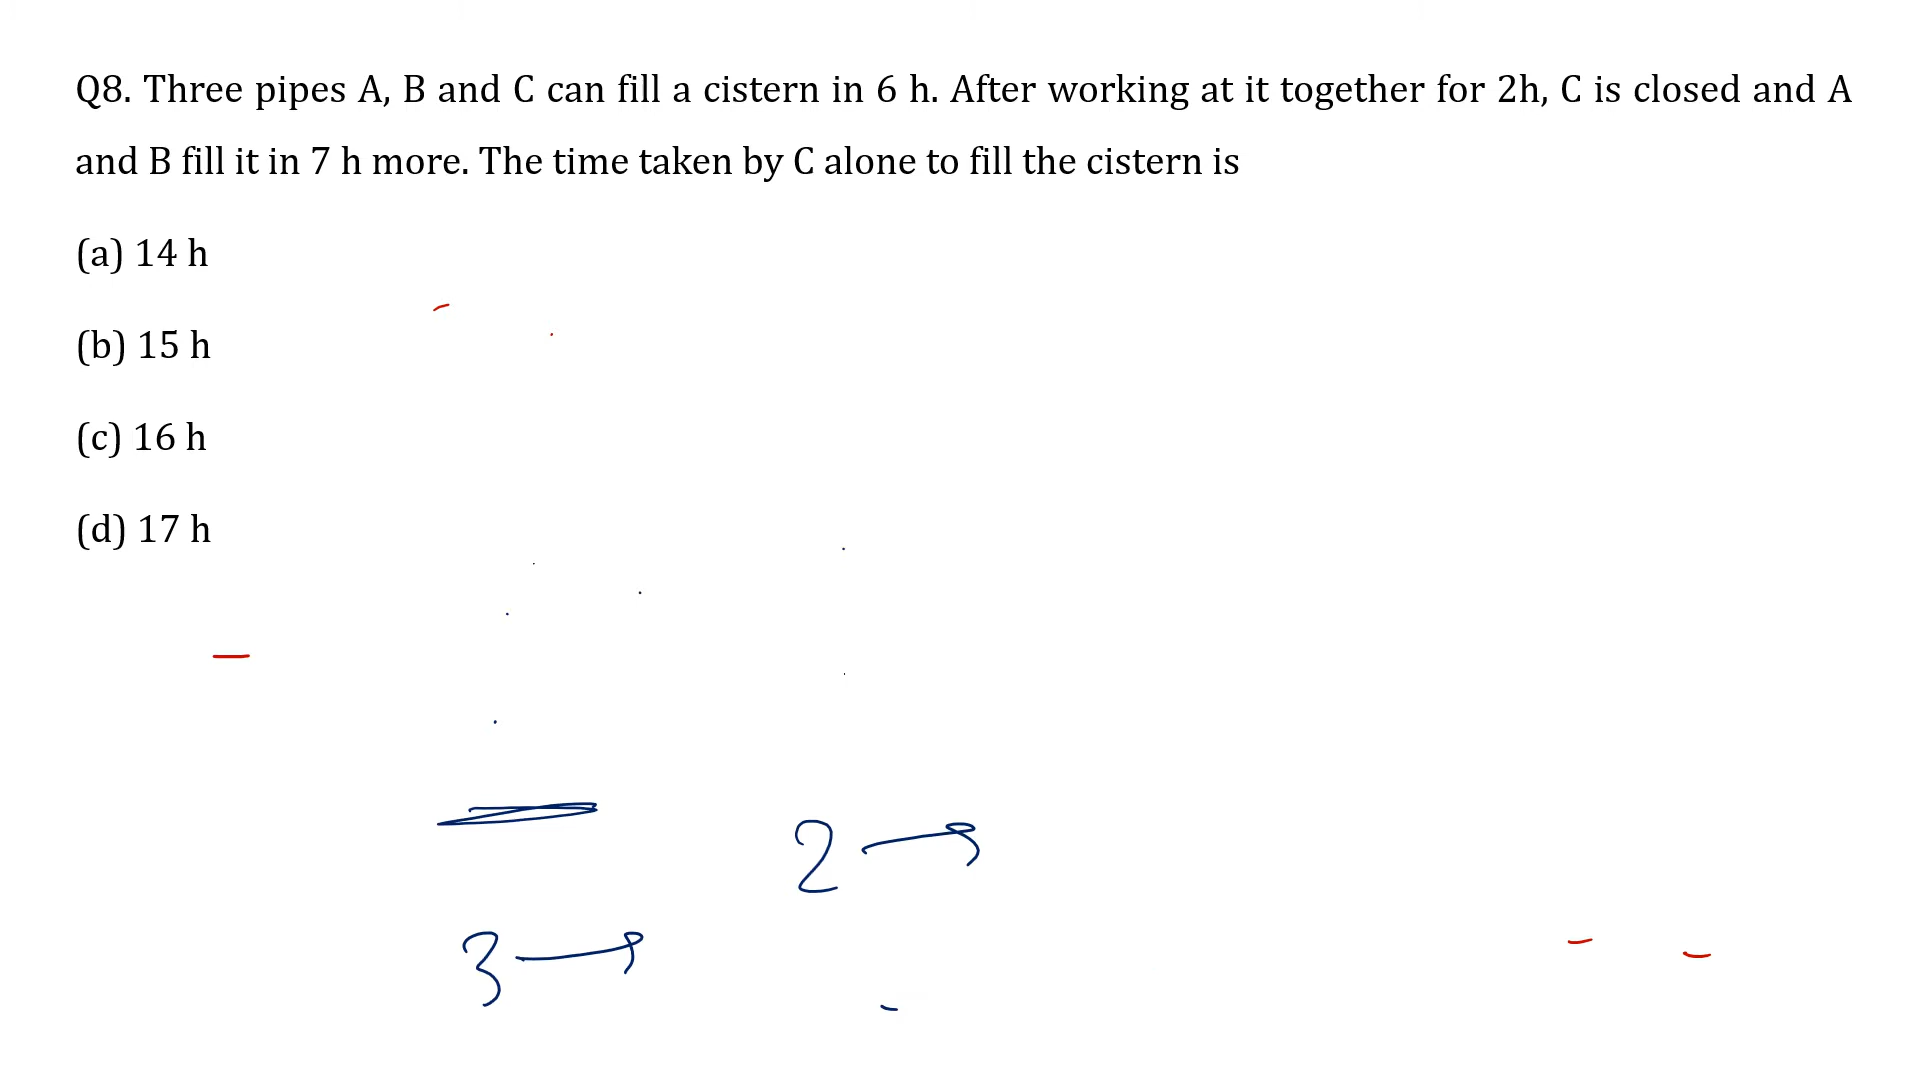 Q8. Three pipes A, B and C can fill a cistern in 6 h. After working at it together for 2h, C is closed and A
and B fill it in 7 h more. The time taken by C alone to fill the cistern is
(a) 14 h
(b) 15 h
(c) 16 h
(d) 17 h
2
3